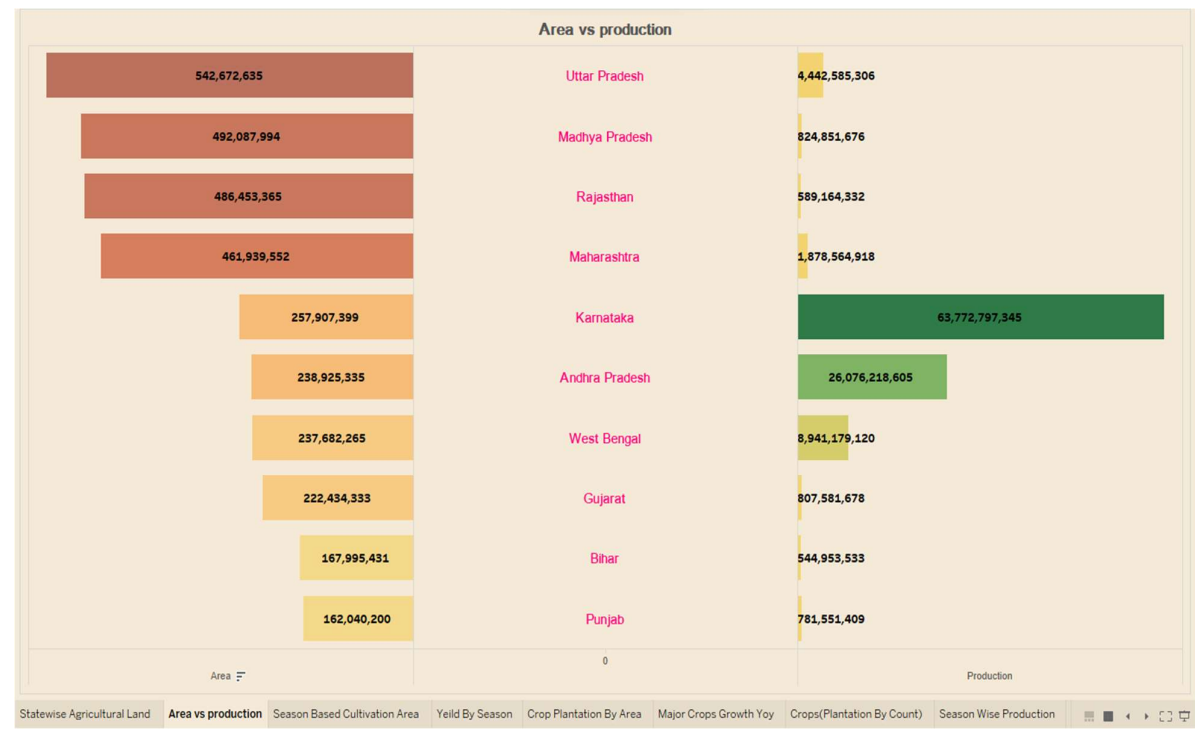 Area vs production
542,672,635 Uttar Pradesh 4,442,585,306
492,087,994 Madhya Pradesh 824,851,676
486,453,365 Rajasthan 589,164,332
461,939,552 Maharashtra 1,878,564,918
257,907,399 Karnataka 63,772,797,345
238,925,335 Andhra Pradesh 26,076,218,605
237,682,265 West Bengal 8,941,179,120
222,434,333 Gujarat 807,581,678
167,995,431 Bihar 544,953,533
162,040,200 Punjab 781,551,409
0
Area Production
Statewise Agricultural Land Area vs production Season Based Cultivation Area Yeild By Season Crop Plantation By Area Major Crops Growth Yoy Crops(Plantation By Count) Season Wise Production